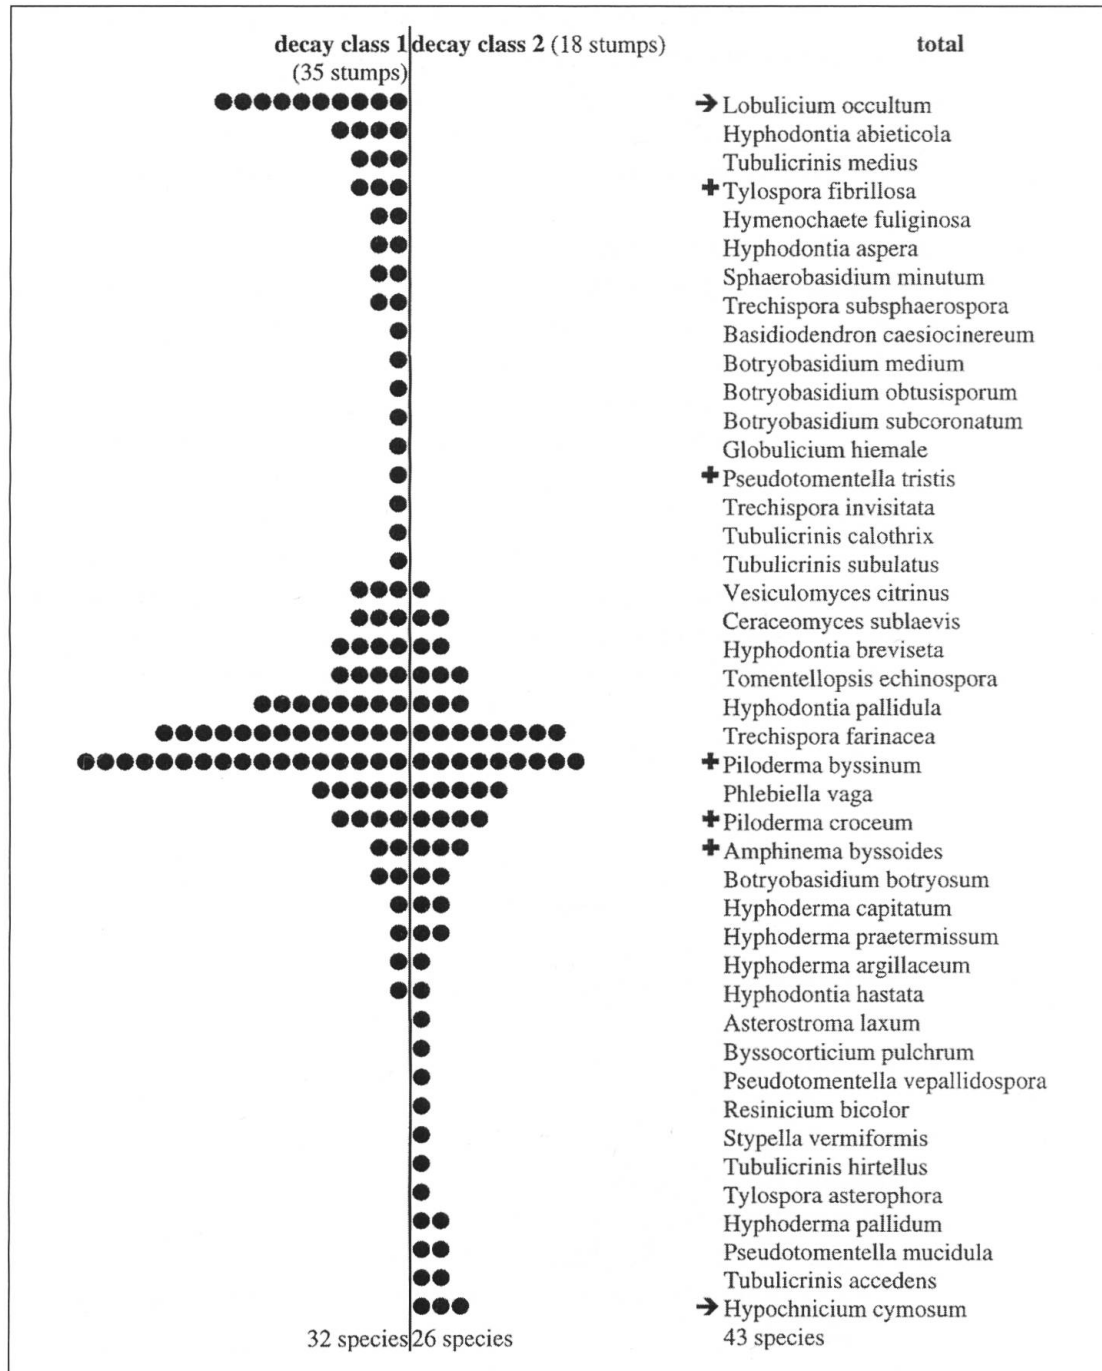 decay class 1 decay class 2 (18 stumps) total
(35 stumps)
➔ Lobulicium occultum
Hyphodontia abieticola
Tubulicrinis medius
✚ Tylospora fibrillosa
Hymenochaete fuliginosa
Hyphodontia aspera
Sphaerobasidium minutum
Trechispora subsphaerospora
Basidiodendron caesiocinereum
Botryobasidium medium
Botryobasidium obtusisporum
Botryobasidium subcoronatum
Globulicium hiemale
✚ Pseudotomentella tristis
Trechispora invisitata
Tubulicrinis calothrix
Tubulicrinis subulatus
Vesiculomyces citrinus
Ceraceomyces sublaevis
Hyphodontia breviseta
Tomentellopsis echinospora
Hyphodontia pallidula
Trechispora farinacea
✚ Piloderma byssinum
Phlebiella vaga
✚ Piloderma croceum
✚ Amphinema byssoides
Botryobasidium botryosum
Hyphoderma capitatum
Hyphoderma praetermissum
Hyphoderma argillaceum
Hyphodontia hastata
Asterostroma laxum
Byssocorticium pulchrum
Pseudotomentella vepallidospora
Resinicium bicolor
Stypella vermiformis
Tubulicrinis hirtellus
Tylospora asterophora
Hyphoderma pallidum
Pseudotomentella mucidula
Tubulicrinis accedens
➔ Hypochnicium cymosum
32 species 26 species 43 species